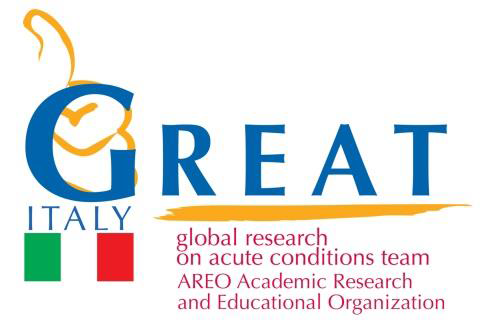 GREAT
ITALY
global research
on acute conditions team
AREO Academic Research
and Educational Organization